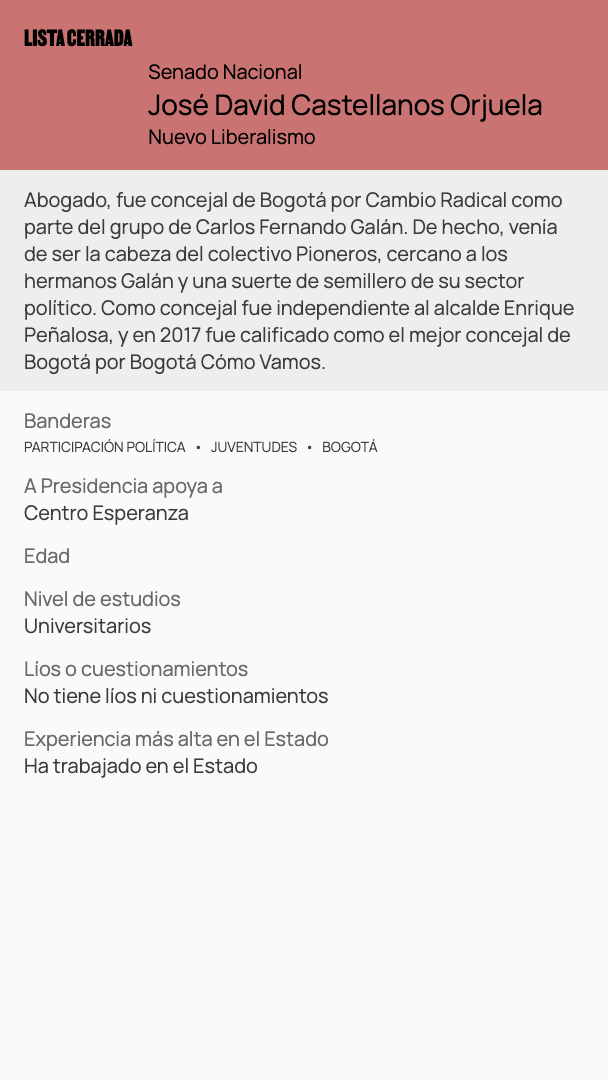 LISTA CERRADA
Senado Nacional
José David Castellanos Orjuela
Nuevo Liberalismo
Abogado, fue concejal de Bogotá por Cambio Radical como
parte del grupo de Carlos Fernando Galán. De hecho, venía
de ser la cabeza del colectivo Pioneros, cercano a los
hermanos Galán y una suerte de semillero de su sector
político. Como concejal fue independiente al alcalde Enrique
Peñalosa, y en 2017 fue calificado como el mejor concejal de
Bogotá por Bogotá Cómo Vamos.
Banderas
PARTICIPACIÓN POLÍTICA • JUVENTUDES • BOGOTÁ
A Presidencia apoya a
Centro Esperanza
Edad
Nivel de estudios
Universitarios
Líos o cuestionamientos
No tiene líos ni cuestionamientos
Experiencia más alta en el Estado
Ha trabajado en el Estado